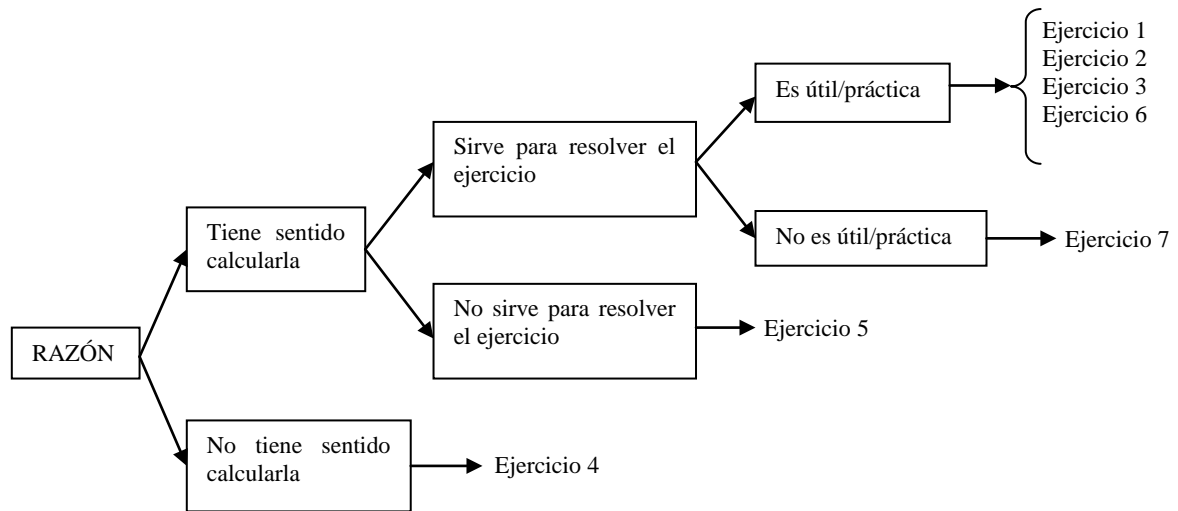 Ejercicio 1
Ejercicio 2
Ejercicio 3
Ejercicio 6
Es útil/práctica
Sirve para resolver el
ejercicio
Tiene sentido
calcularla
No es útil/práctica
Ejercicio 7
No sirve para resolver
el ejercicio
Ejercicio 5
RAZÓN
No tiene sentido
calcularla
Ejercicio 4